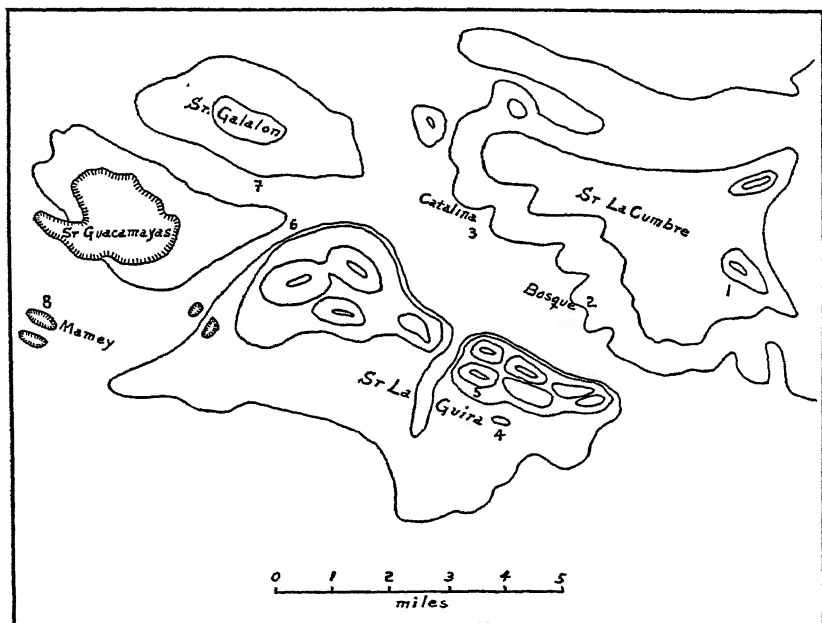 Sr. Galalon
7
Sr Guacamayas
6
Catalina
3
Sr La Cumbre
1
Bosque 2
8
Mamey
Sr La
Guira
5
4
0 1 2 3 4 5
miles